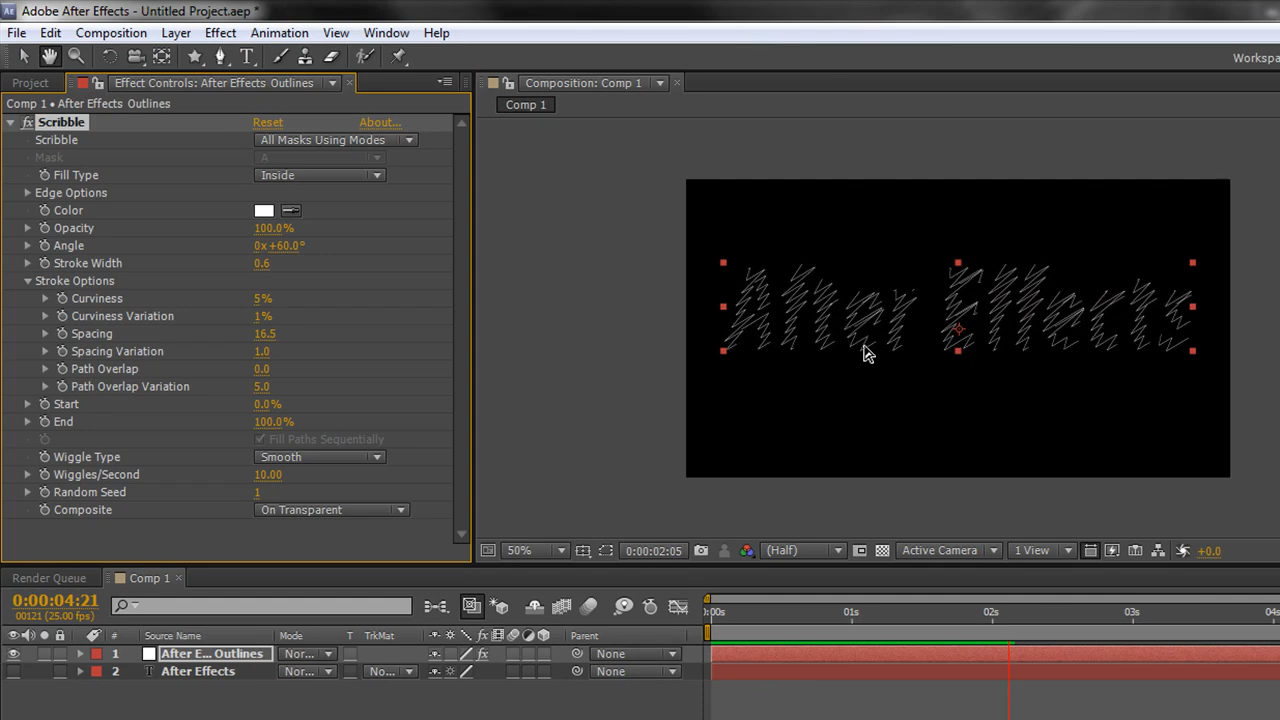 Adobe After Effects - Untitled Project.aep *
File Edit Composition Layer Effect Animation View Window Help
Workspa
Project Effect Controls: After Effects Outlines Composition: Comp 1
Comp 1 • After Effects Outlines
Comp 1
fx Scribble Reset About...
Scribble All Masks Using Modes
Mask A
Fill Type Inside
Edge Options
Color
Opacity 100.0%
Angle 0x+60.0°
Stroke Width 0.6
Stroke Options
Curviness 5%
Curviness Variation 1%
Spacing 16.5
Spacing Variation 1.0
Path Overlap 0.0
Path Overlap Variation 5.0
Start 0.0%
End 100.0%
Fill Paths Sequentially
Wiggle Type Smooth
Wiggles/Second 10.00
Random Seed 1
Composite On Transparent
After Effects
50% 0:00:02:05 (Half) Active Camera 1 View +0.0
Render Queue Comp 1
0:00:04:21
00121 (25.00 fps)
:00s 01s 02s 03s 04s
# Source Name Mode T TrkMat fx Parent
1 After E... Outlines Nor... fx None
2 T After Effects Nor... No... None